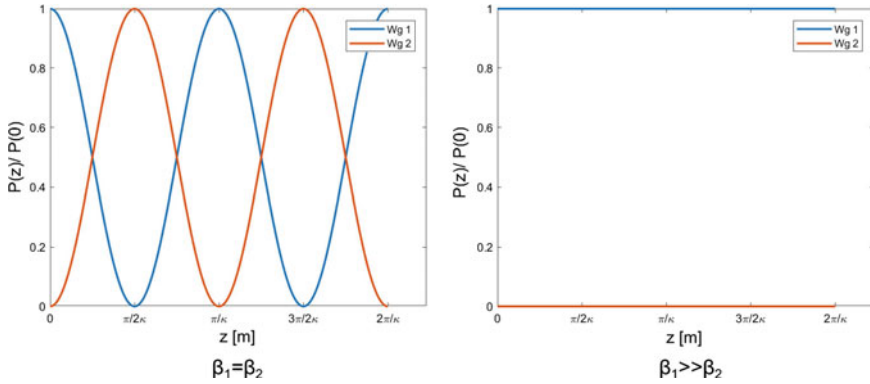 1
0.8
0.6
0.4
0.2
0
P(z)/ P(0)
Wg 1
Wg 2
0
π/2κ
π/κ
3π/2κ
2π/κ
z [m]
β₁=β₂
1
0.8
0.6
0.4
0.2
0
P(z)/ P(0)
Wg 1
Wg 2
0
π/2κ
π/κ
3π/2κ
2π/κ
z [m]
β₁>>β₂